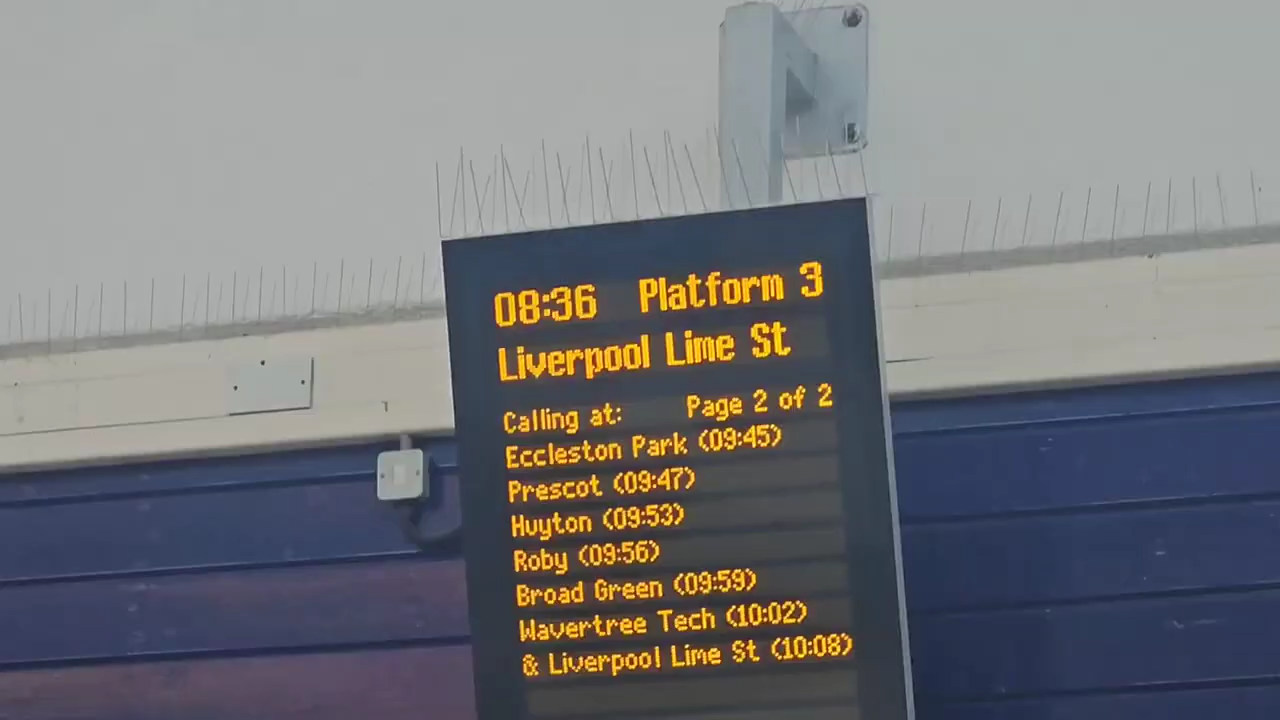 08:36 Platform 3
Liverpool Lime St
Calling at: Page 2 of 2
Eccleston Park (09:45)
Prescot (09:47)
Huyton (09:53)
Roby (09:56)
Broad Green (09:59)
Wavertree Tech (10:02)
& Liverpool Lime St (10:08)